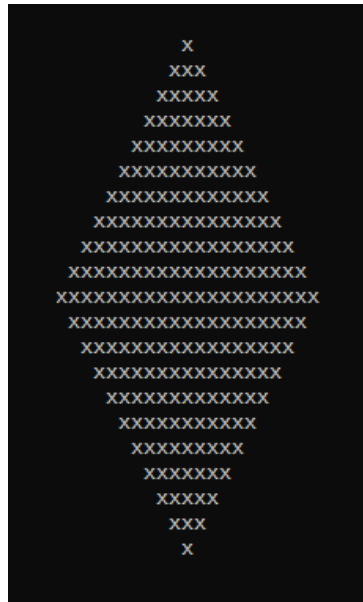 x
         xxx
        xxxxx
       xxxxxxx
      xxxxxxxxx
     xxxxxxxxxxx
    xxxxxxxxxxxxx
   xxxxxxxxxxxxxxx
  xxxxxxxxxxxxxxxxx
 xxxxxxxxxxxxxxxxxxx
xxxxxxxxxxxxxxxxxxxxx
 xxxxxxxxxxxxxxxxxxx
  xxxxxxxxxxxxxxxxx
   xxxxxxxxxxxxxxx
    xxxxxxxxxxxxx
     xxxxxxxxxxx
      xxxxxxxxx
       xxxxxxx
        xxxxx
         xxx
          x